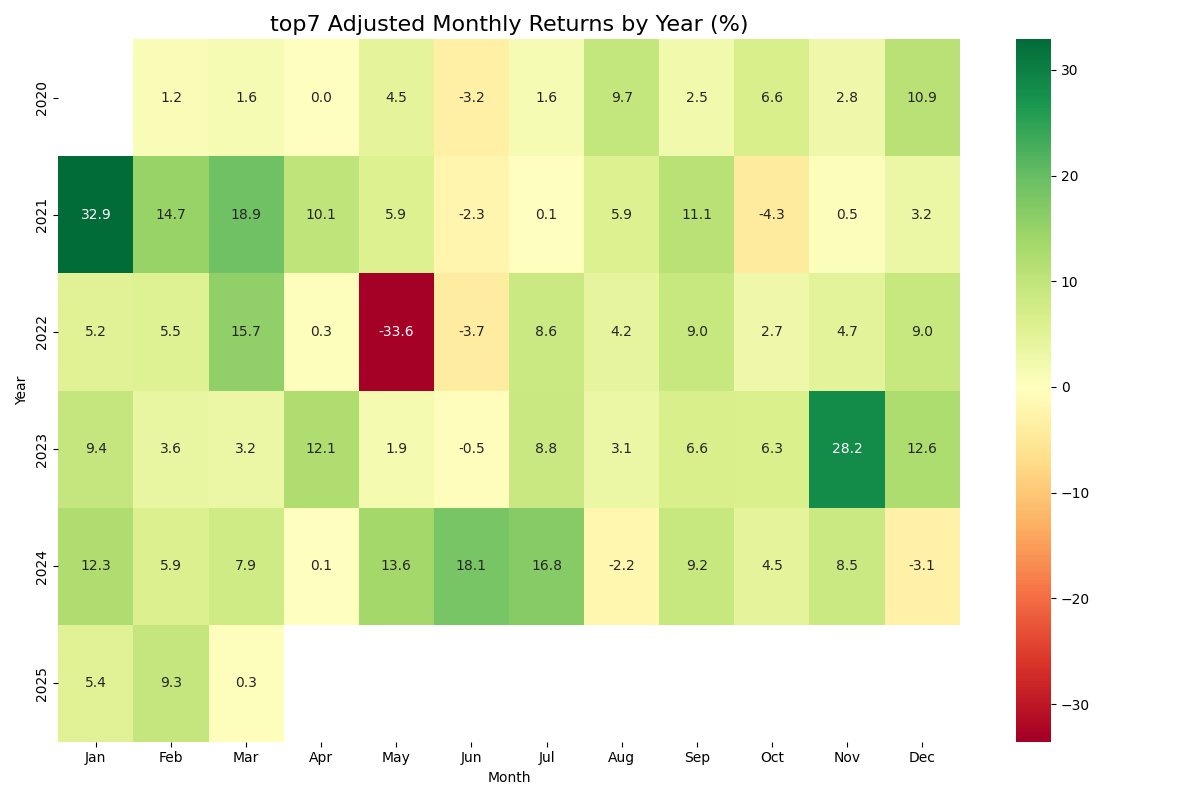 top7 Adjusted Monthly Returns by Year (%)
2020 1.2 1.6 0.0 4.5 -3.2 1.6 9.7 2.5 6.6 2.8 10.9
2021 32.9 14.7 18.9 10.1 5.9 -2.3 0.1 5.9 11.1 -4.3 0.5 3.2
2022 5.2 5.5 15.7 0.3 -33.6 -3.7 8.6 4.2 9.0 2.7 4.7 9.0
2023 9.4 3.6 3.2 12.1 1.9 -0.5 8.8 3.1 6.6 6.3 28.2 12.6
2024 12.3 5.9 7.9 0.1 13.6 18.1 16.8 -2.2 9.2 4.5 8.5 -3.1
2025 5.4 9.3 0.3
Year
Jan Feb Mar Apr May Jun Jul Aug Sep Oct Nov Dec
Month
30
20
10
0
−10
−20
−30